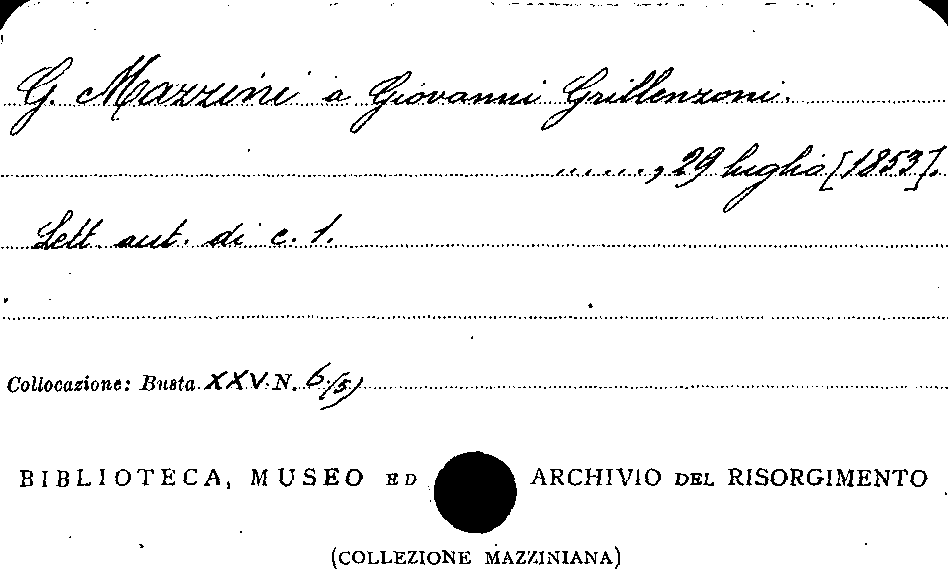 G. Mazzini a Giovanni Grillenzoni.
......, 29 luglio [1853].
Lett. aut. di c. 1.
Collocazione: Busta XXV N. 6/(5)
BIBLIOTECA, MUSEO ED ARCHIVIO DEL RISORGIMENTO
(COLLEZIONE MAZZINIANA)